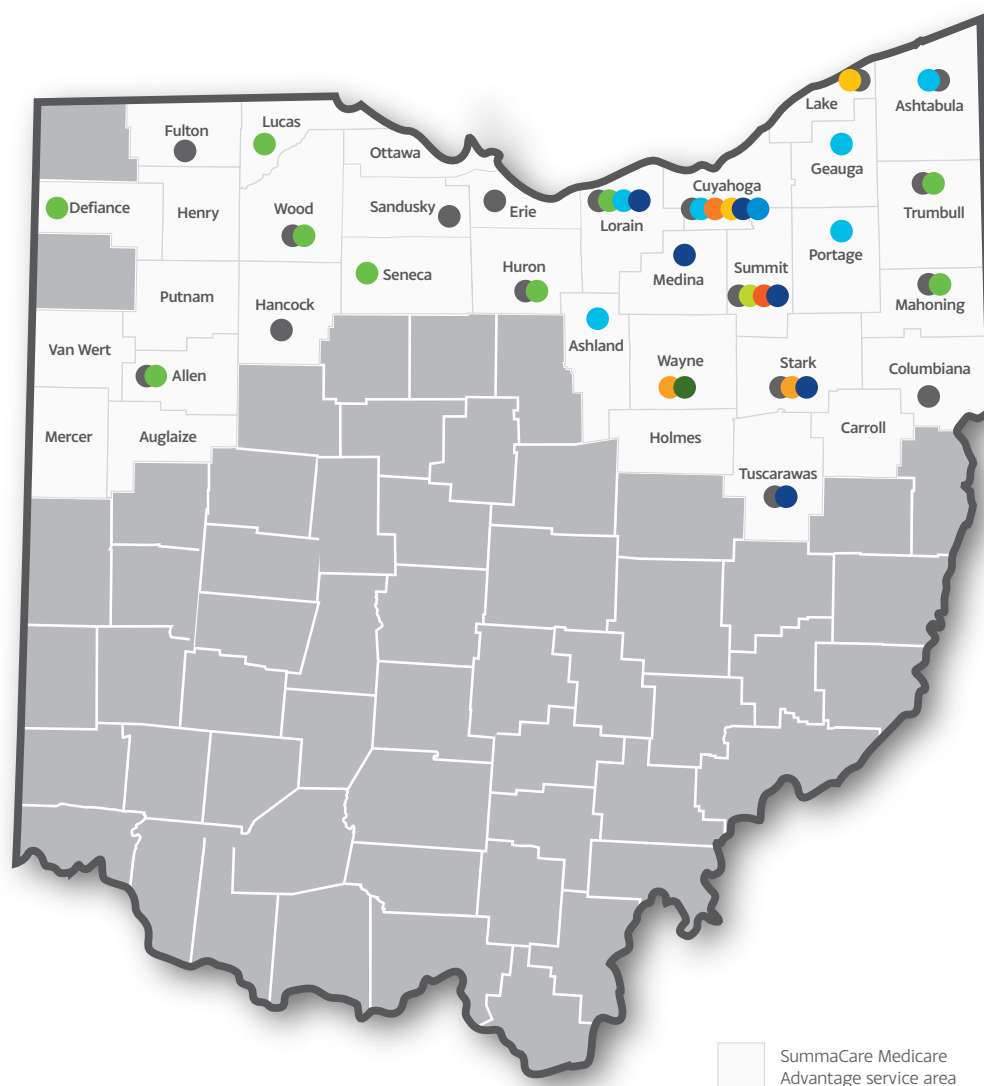 Lake
Ashtabula
Fulton
Lucas
Ottawa
Geauga
Defiance
Henry
Wood
Sandusky
Erie
Lorain
Cuyahoga
Trumbull
Seneca
Huron
Medina
Summit
Portage
Putnam
Hancock
Mahoning
Van Wert
Allen
Ashland
Wayne
Stark
Columbiana
Mercer
Auglaize
Holmes
Carroll
Tuscarawas
SummaCare Medicare
Advantage service area